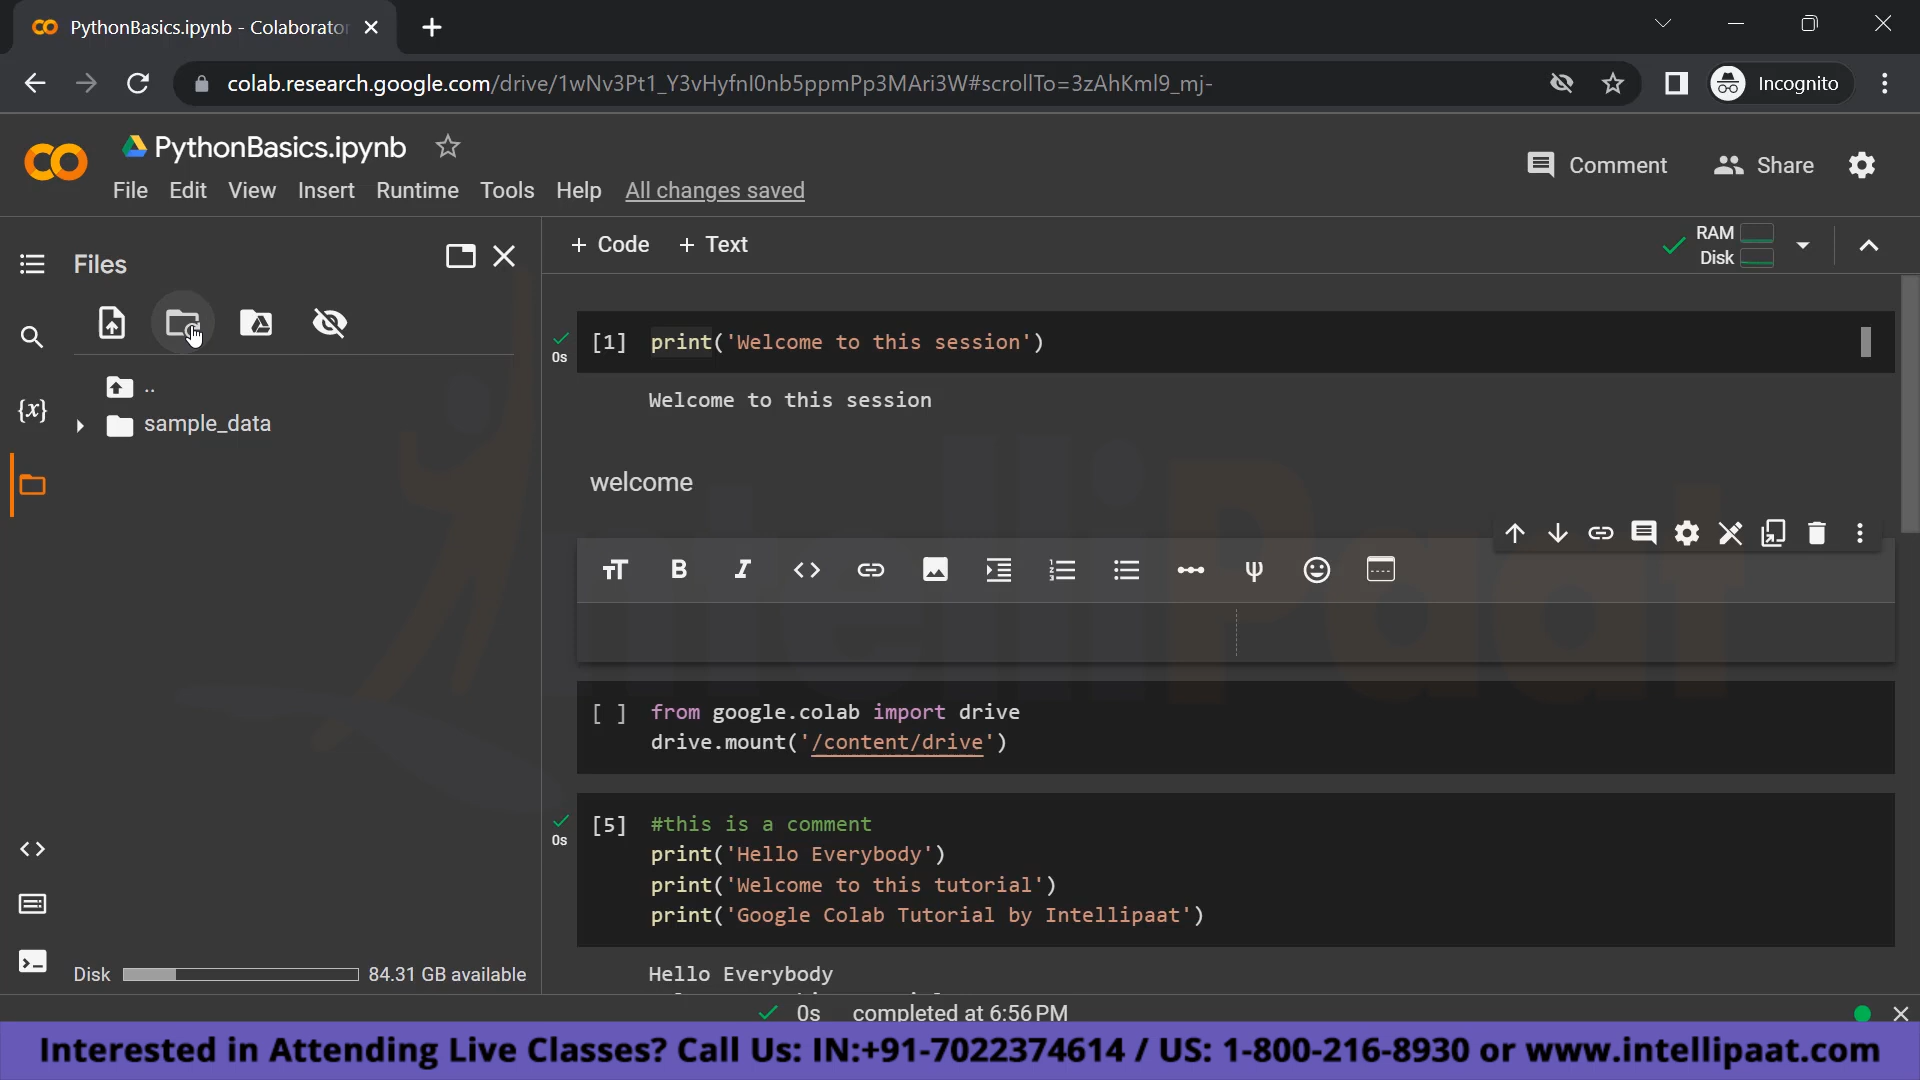 PythonBasics.ipynb - Colaborator
colab.research.google.com/drive/1wNv3Pt1_Y3vHyfnI0nb5ppmPp3MAri3W#scrollTo=3zAhKml9_mj-
Incognito
PythonBasics.ipynb
File Edit View Insert Runtime Tools Help All changes saved
Comment Share
Files
+ Code + Text
RAM
Disk
0s
[1] print('Welcome to this session')
Welcome to this session
..
sample_data
{x}
welcome
[ ] from google.colab import drive
drive.mount('/content/drive')
0s
[5] #this is a comment
print('Hello Everybody')
print('Welcome to this tutorial')
print('Google Colab Tutorial by Intellipaat')
Hello Everybody
Disk 84.31 GB available
0s completed at 6:56 PM
intelliPaat
Interested in Attending Live Classes? Call Us: IN:+91-7022374614 / US: 1-800-216-8930 or www.intellipaat.com